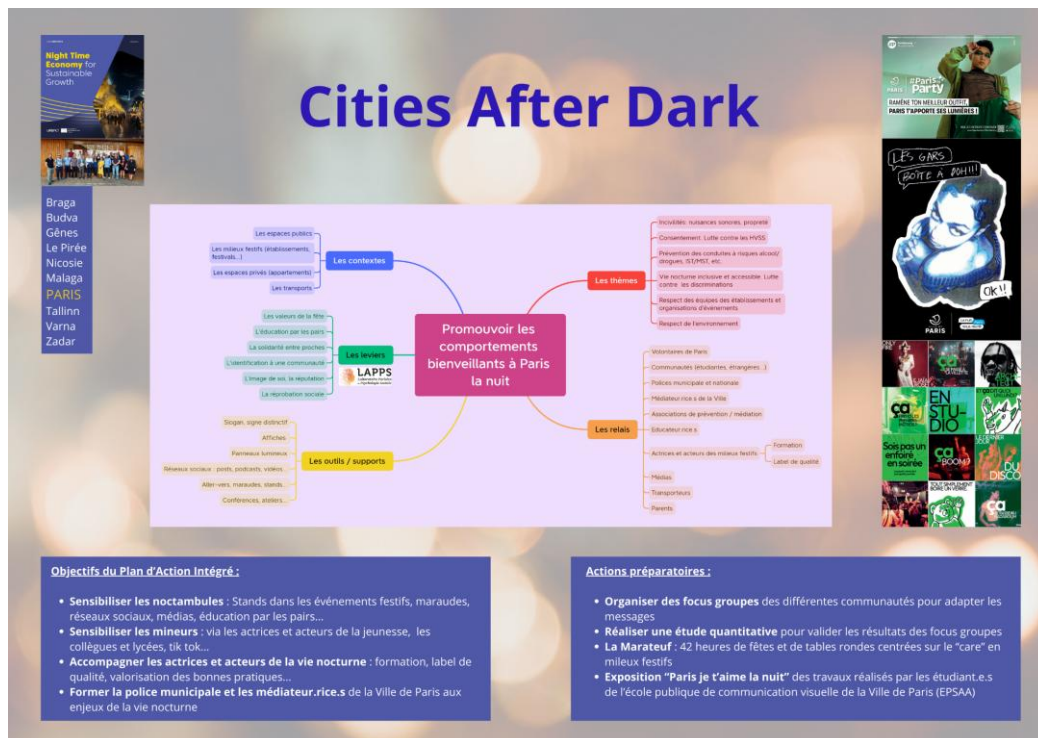 Night Time
Economy for
Sustainable
Growth
Cities After Dark
Braga
Budva
Gênes
Le Pirée
Nicosie
Malaga
PARIS
Tallinn
Varna
Zadar
Promouvoir les
comportements
bienveillants à Paris
la nuit
Les contextes
Les espaces publics
Les milieux festifs (établissements,
festivals...)
Les espaces privés (appartements)
Les transports
Les leviers
LAPPS
Les valeurs de la fête
L'éducation par les pairs
La solidarité entre proches
L'identification à une communauté
L'image de soi, la réputation
La réprobation sociale
Les outils / supports
Slogan, signe distinctif
Affiches
Panneaux lumineux
Réseaux sociaux : posts, podcasts, vidéos...
Aller-vers, maraudes, stands...
Conférences, ateliers...
Les thèmes
Incivilités: nuisances sonores, propreté
Consentement. Lutte contre les HVSS
Prévention des conduites à risques alcool/
drogues, IST/MST, etc.
Vie nocturne inclusive et accessible. Lutte
contre les discriminations
Respect des équipes des établissements et
organisations d'événements
Respect de l'environnement
Les relais
Volontaires de Paris
Communautés (étudiantes, étrangères...)
Polices municipale et nationale
Médiateur.rice.s de la Ville
Associations de prévention / médiation
Educateur.rice.s
Actrices et acteurs des milieux festifs
Formation
Label de qualité
Médias
Transporteurs
Parents
PARIS
#Paris
Party
RAMÈNE TON MEILLEUR OUTFIT,
PARIS T'APPORTE SES LUMIÈRES !
LES GARS
BOÎTE À 20H!!!
OK!!
PARIS
EN
STU-
DIO
Sois pas un
enfoiré
en soirée
ça
BOOM?
LE DERNIER
JOUR
DU
DISCO
TOUT SIMPLEMENT
BOIRE UN VERRE
ça
Objectifs du Plan d'Action Intégré :
• Sensibiliser les noctambules : Stands dans les événements festifs, maraudes,
réseaux sociaux, médias, éducation par les pairs...
• Sensibiliser les mineurs : via les actrices et acteurs de la jeunesse, les
collègues et lycées, tik tok...
• Accompagner les actrices et acteurs de la vie nocturne : formation, label de
qualité, valorisation des bonnes pratiques...
• Former la police municipale et les médiateur.rice.s de la Ville de Paris aux
enjeux de la vie nocturne
Actions préparatoires :
• Organiser des focus groupes des différentes communautés pour adapter les
messages
• Réaliser une étude quantitative pour valider les résultats des focus groupes
• La Marateuf : 42 heures de fêtes et de tables rondes centrées sur le "care" en
mileux festifs
• Exposition "Paris je t'aime la nuit" des travaux réalisés par les étudiant.e.s
de l'école publique de communication visuelle de la Ville de Paris (EPSAA)